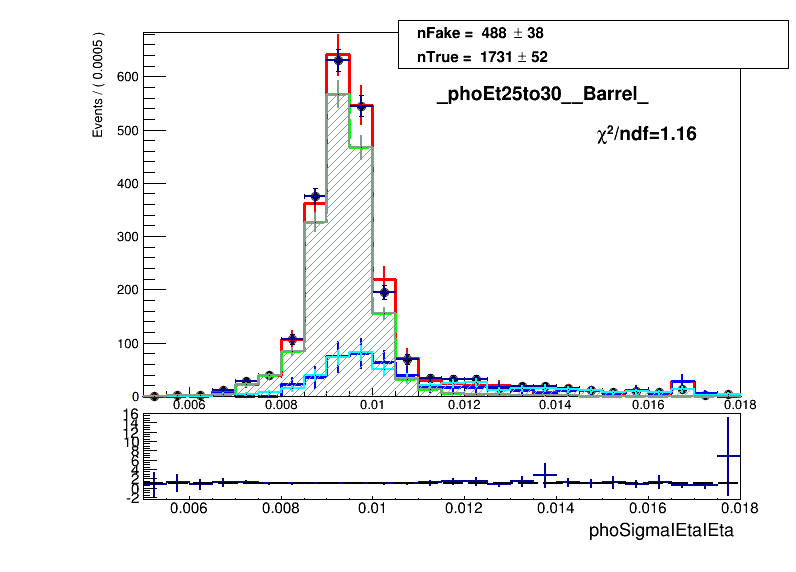 nFake = 488 ± 38
nTrue = 1731 ± 52
_phoEt25to30__Barrel_
χ²/ndf=1.16
Events / ( 0.0005 )
600
500
400
300
200
100
0
0.006 0.008 0.01 0.012 0.014 0.016 0.018
16
14
12
10
8
6
4
2
0
-2
0.006 0.008 0.01 0.012 0.014 0.016 0.018
phoSigmaIEtaIEta